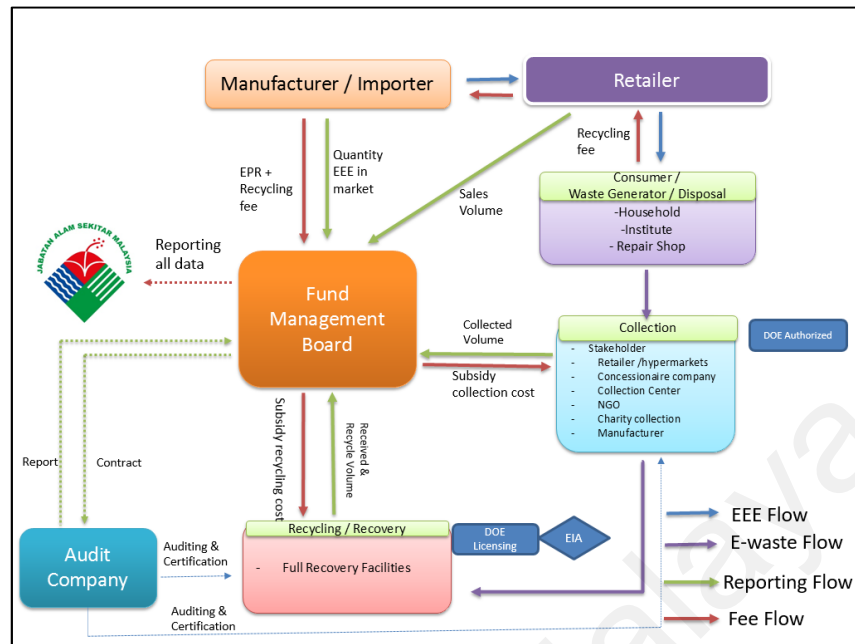 Manufacturer / Importer
Retailer
EPR +
Recycling
fee
Quantity
EEE in
market
Sales
Volume
Recycling
fee
Consumer /
Waste Generator / Disposal
-Household
-Institute
- Repair Shop
JABATAN ALAM SEKITAR MALAYSIA
Reporting
all data
Fund
Management
Board
Collected
Volume
Subsidy
collection cost
Collection
- Stakeholder
- Retailer /hypermarkets
- Concessionaire company
- Collection Center
- NGO
- Charity collection
- Manufacturer
DOE Authorized
Report
Contract
Subsidy recycling cost
Received &
Recycle Volume
Audit
Company
Auditing &
Certification
Auditing &
Certification
Recycling / Recovery
- Full Recovery Facilities
DOE
Licensing
EIA
EEE Flow
E-waste Flow
Reporting Flow
Fee Flow